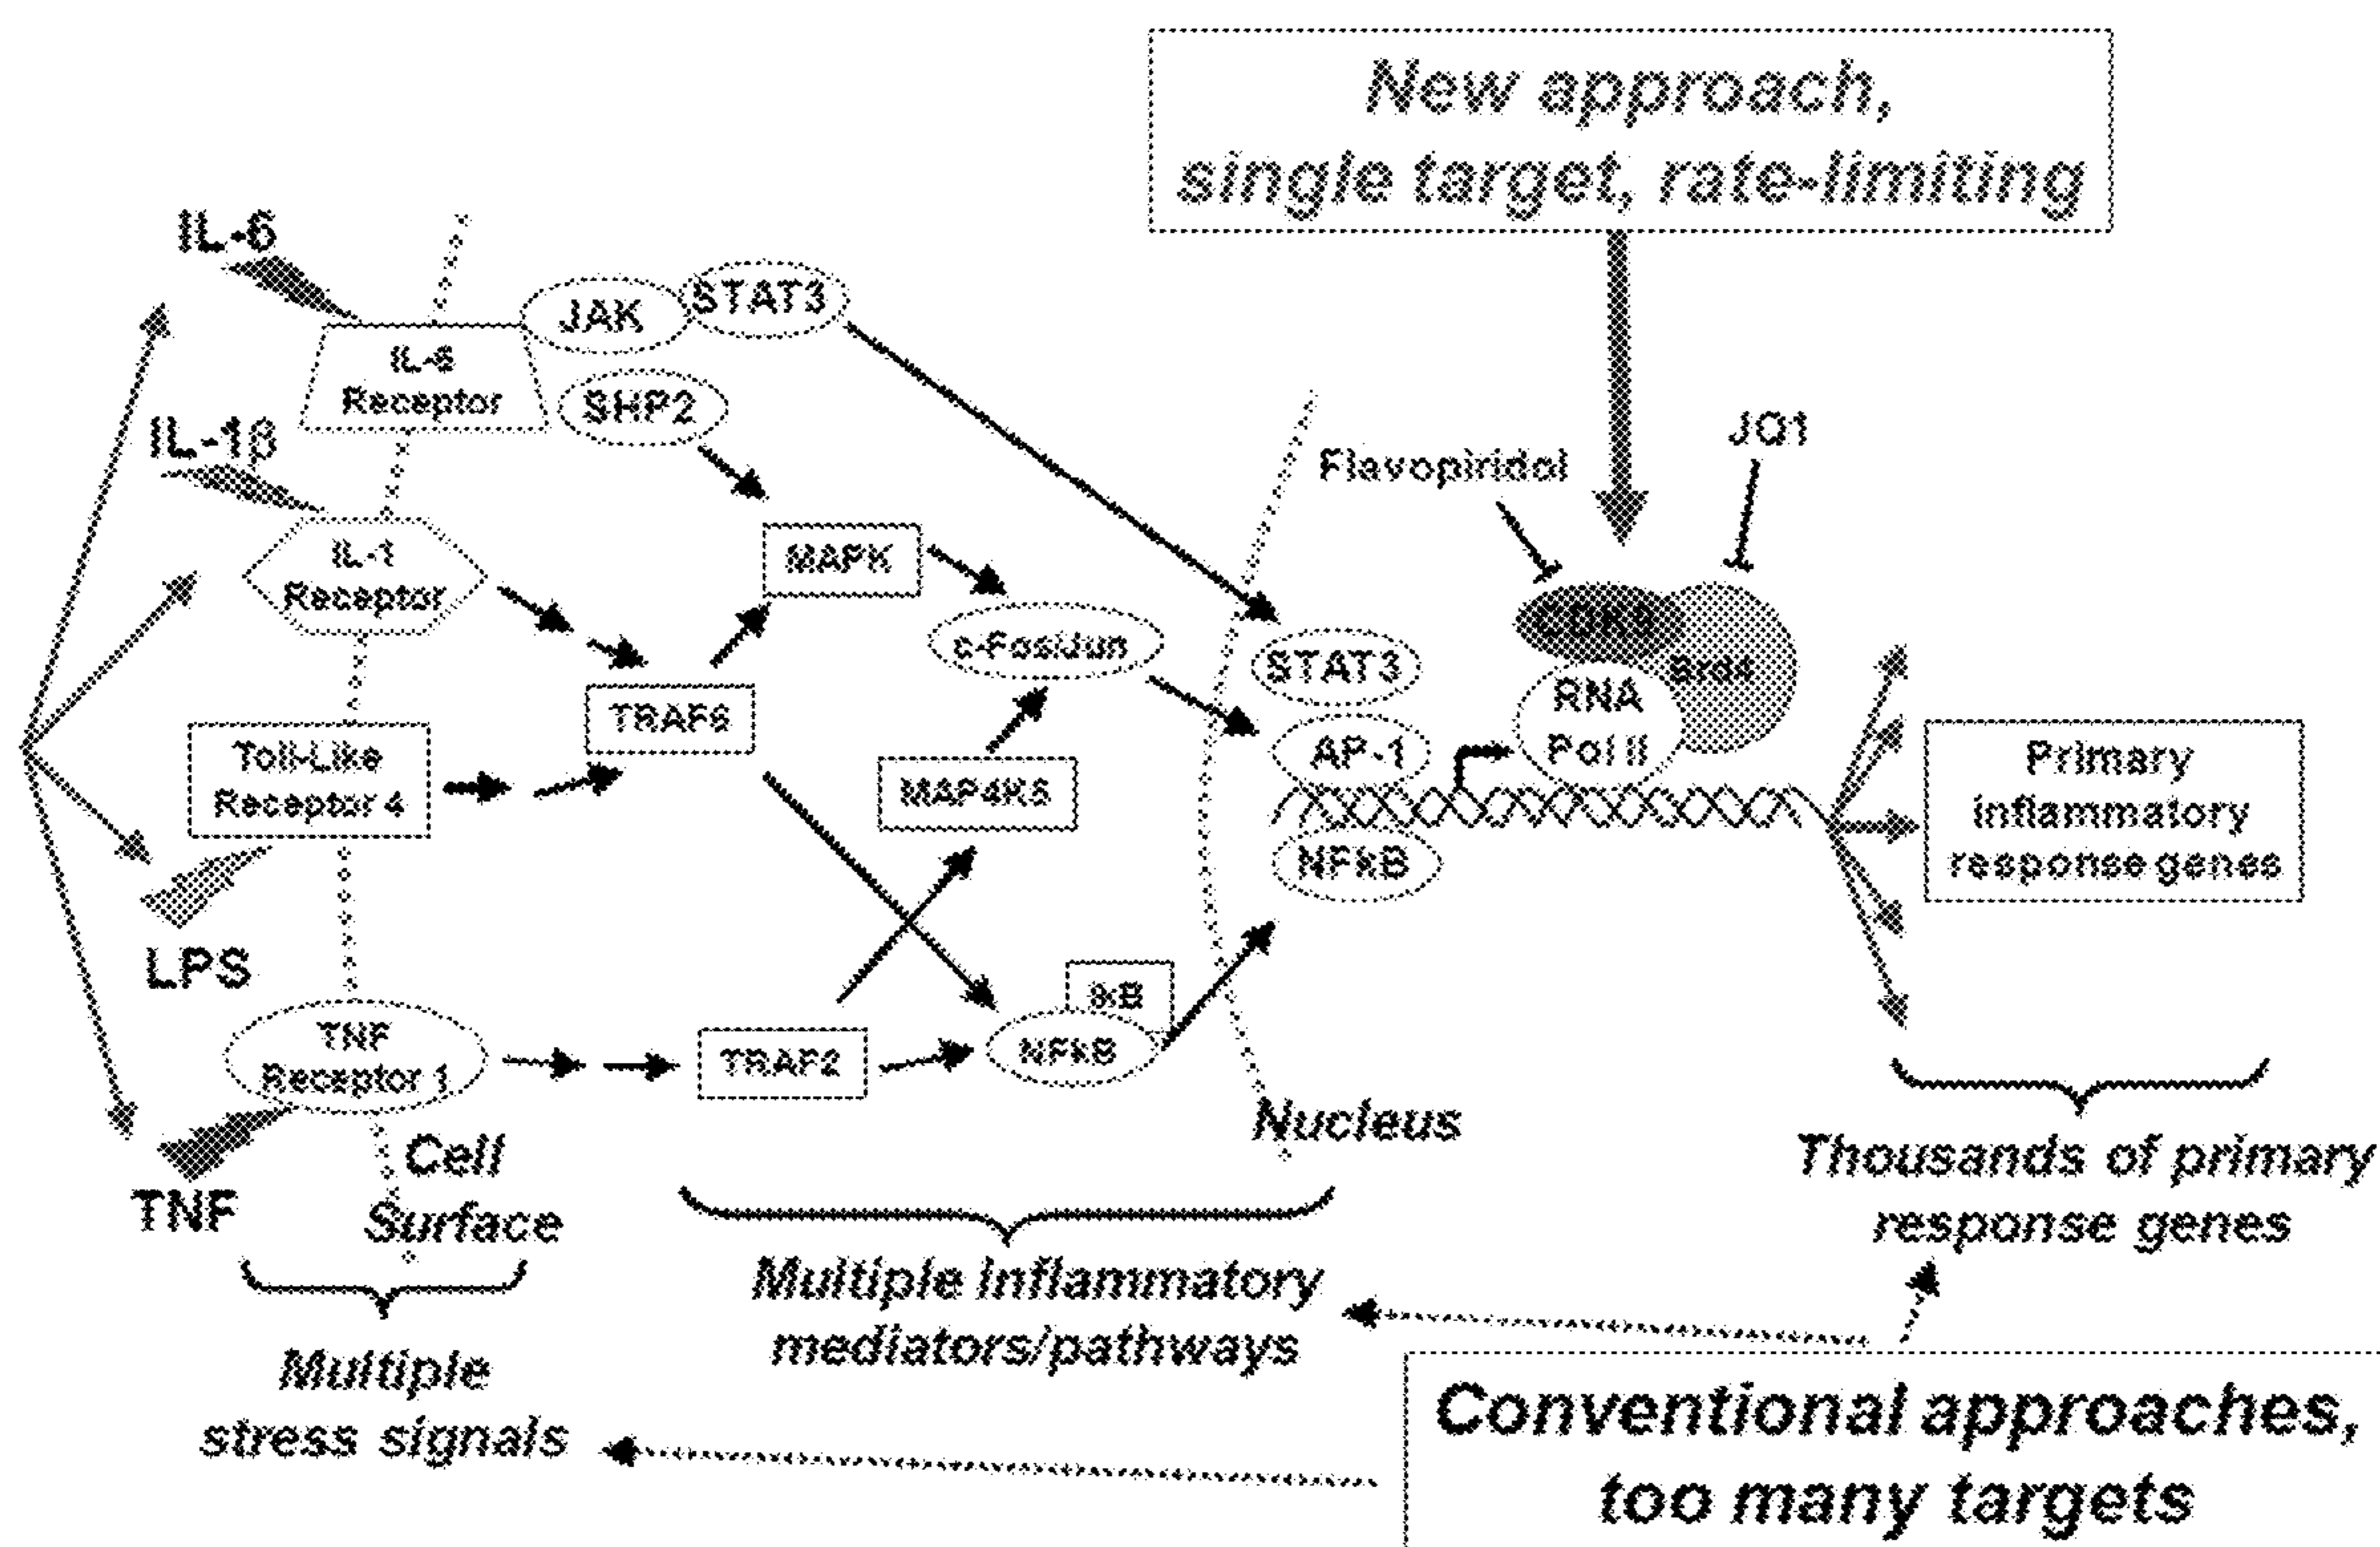 New approach,
single target, rate-limiting
IL-6
JAK
STAT3
IL-6
Receptor
SHP2
IL-1β
IL-1
Receptor
MAPK
c-Fos/Jun
TRAF6
Toll-Like
Receptor 4
MAP4K5
LPS
TNF
Receptor 1
TRAF2
IκB
NFkB
TNF
Cell
Surface
Nucleus
Flavopiridol
JQ1
CDK9
Brd4
STAT3
RNA
Pol II
AP-1
NFkB
Primary
inflammatory
response genes
Thousands of primary
response genes
Multiple Inflammatory
mediators/pathways
Multiple
stress signals
Conventional approaches,
too many targets